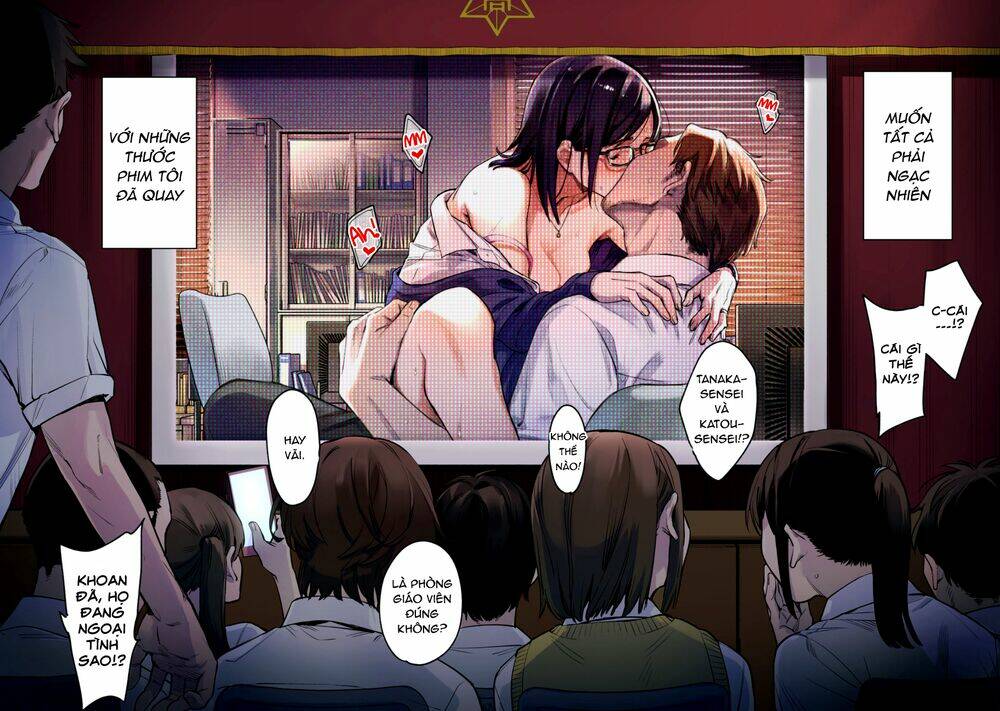 MUỐN
TẤT CẢ
PHẢI
NGẠC
NHIÊN
VỚI NHỮNG
THƯỚC
PHIM TÔI
ĐÃ QUAY
MM
MM
AH!
C-CÁI
---!?
CÁI GÌ
THẾ
NÀY!?
TANAKA-
SENSEI
VÀ
KATOU-
SENSEI!?
KHÔNG
THỂ
NÀO!
HAY
VÃI.
LÀ PHÒNG
GIÁO VIÊN
ĐÚNG
KHÔNG?
KHOAN
ĐÃ, HỌ
ĐANG
NGOẠI
TÌNH
SAO!?